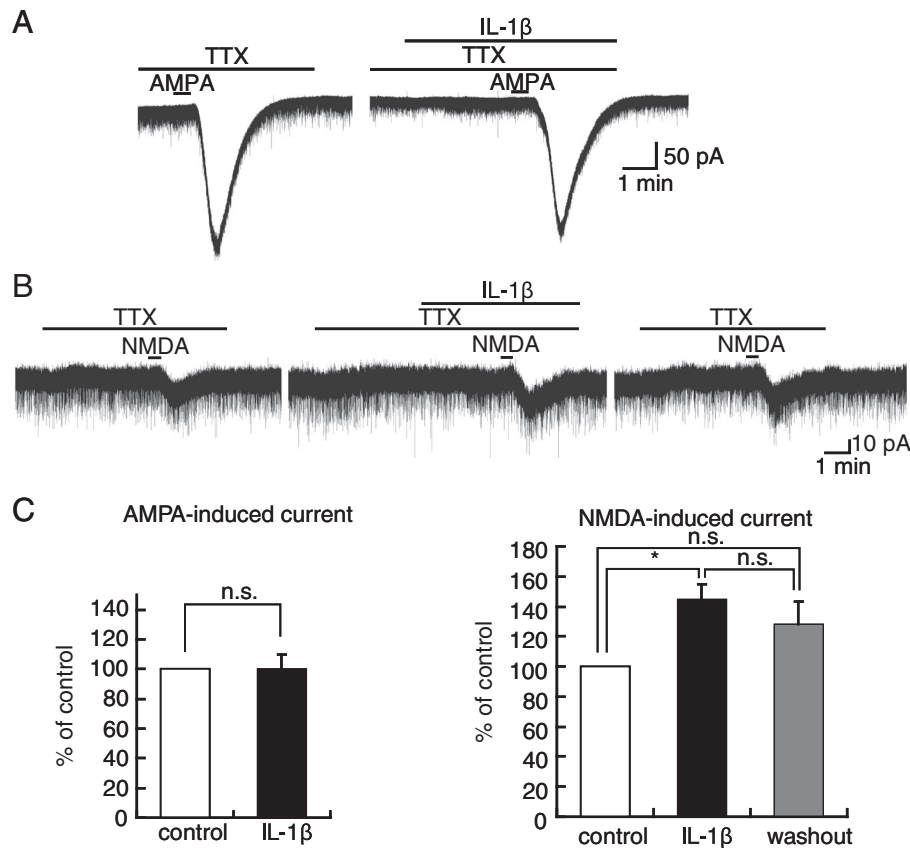 A
IL-1β
TTX
TTX
AMPA
AMPA
50 pA
1 min
B
IL-1β
TTX
TTX
TTX
NMDA
NMDA
NMDA
10 pA
1 min
C
AMPA-induced current
NMDA-induced current
n.s.
n.s.
*
n.s.
% of control
140
120
100
80
60
40
20
0
control
IL-1β
% of control
180
160
140
120
100
80
60
40
20
0
control
IL-1β
washout